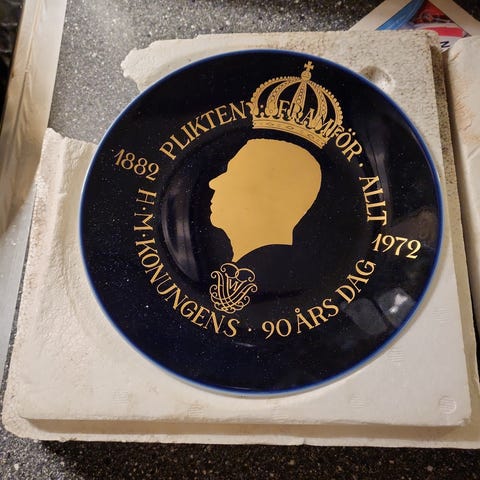 PLIKTEN FRAMFÖR · ALLT
1882
1972
H·M·KONUNGENS · 90 ÅRS DAG